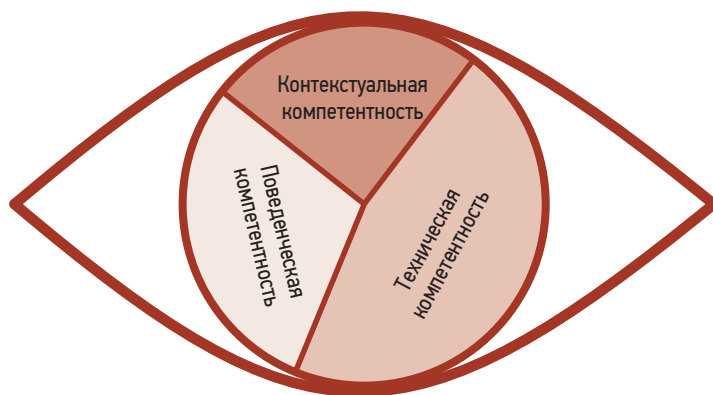 Контекстуальная
компетентность
Поведенческая
компетентность
Техническая
компетентность